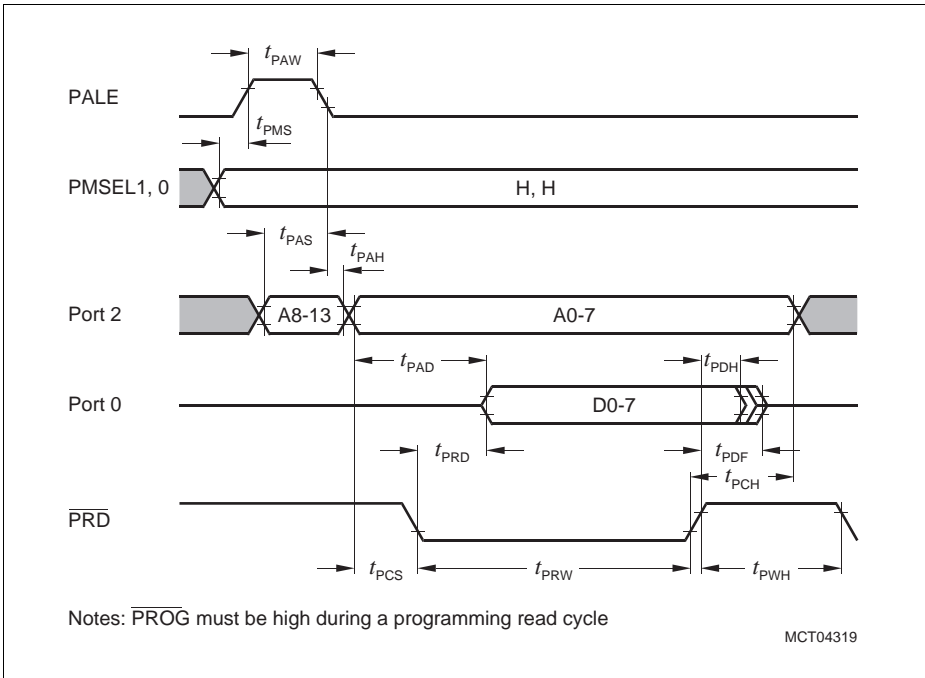 tPAW
PALE
tPMS
PMSEL1, 0
H, H
tPAS
tPAH
Port 2
A8-13
A0-7
tPAD
tPDH
Port 0
D0-7
tPRD
tPDF
tPCH
PRD
tPCS
tPRW
tPWH
Notes: PROG must be high during a programming read cycle
MCT04319